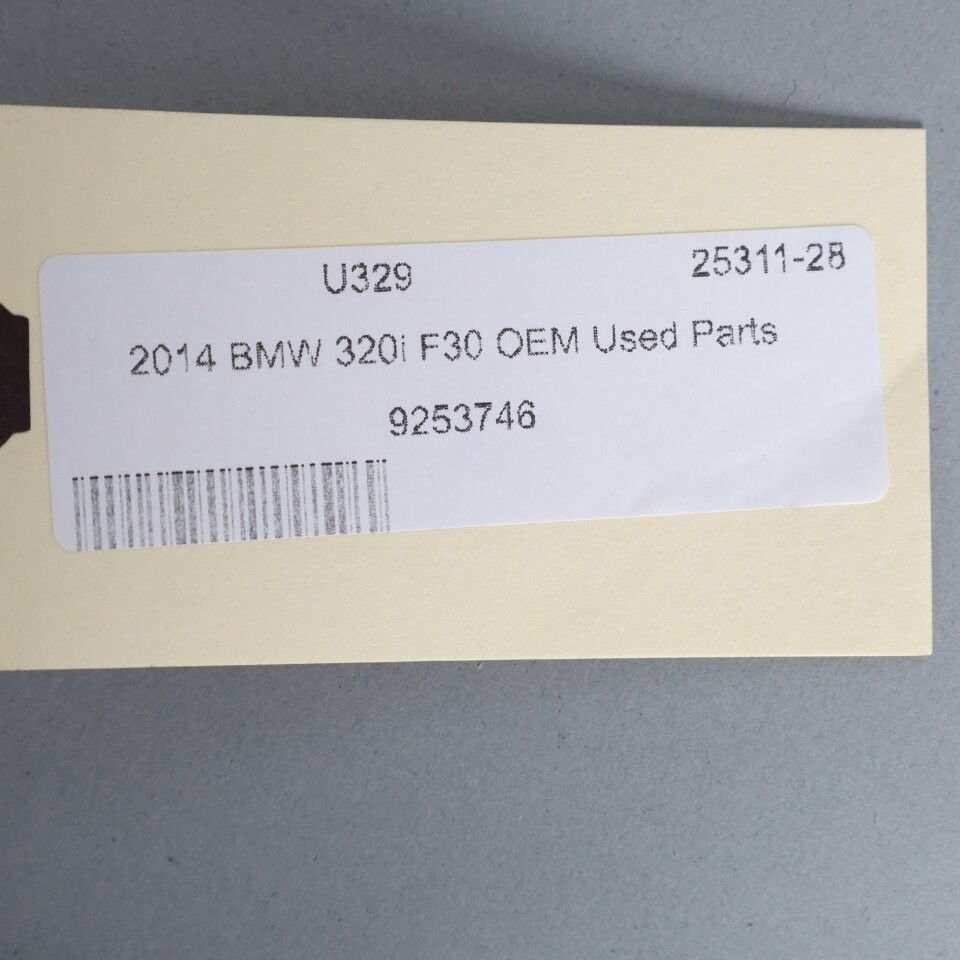 U329 25311-28
2014 BMW 320i F30 OEM Used Parts
9253746